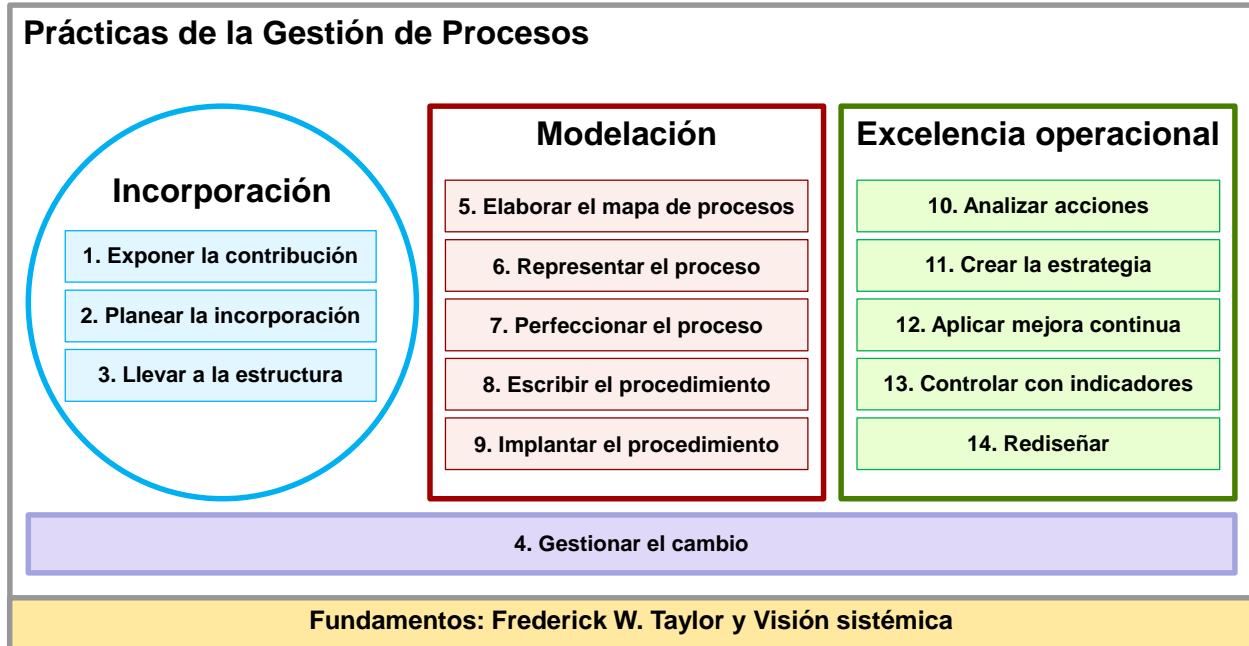 Prácticas de la Gestión de Procesos
Incorporación
1. Exponer la contribución
2. Planear la incorporación
3. Llevar a la estructura
Modelación
5. Elaborar el mapa de procesos
6. Representar el proceso
7. Perfeccionar el proceso
8. Escribir el procedimiento
9. Implantar el procedimiento
Excelencia operacional
10. Analizar acciones
11. Crear la estrategia
12. Aplicar mejora continua
13. Controlar con indicadores
14. Rediseñar
4. Gestionar el cambio
Fundamentos: Frederick W. Taylor y Visión sistémica